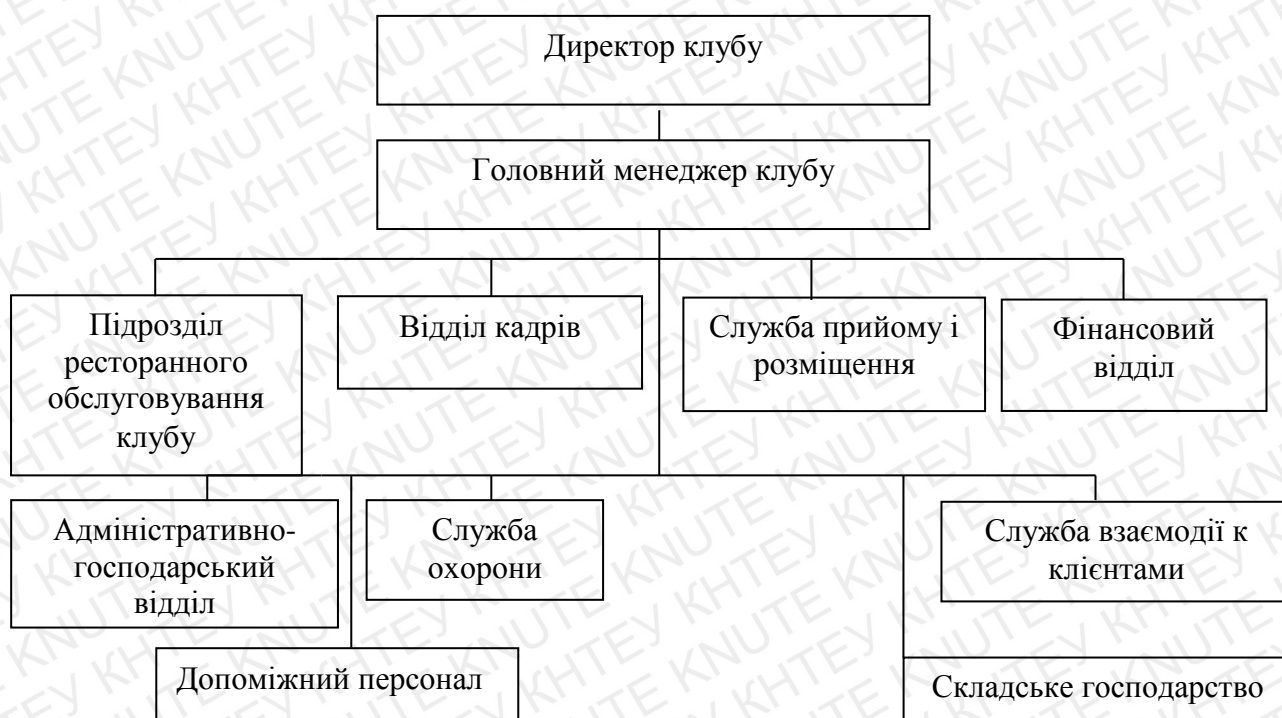 Директор клубу
Головний менеджер клубу
Підрозділ
ресторанного
обслуговування
клубу
Відділ кадрів
Служба прийому і
розміщення
Фінансовий
відділ
Адміністративно-
господарський
відділ
Служба
охорони
Служба взаємодії к
клієнтами
Допоміжний персонал
Складське господарство